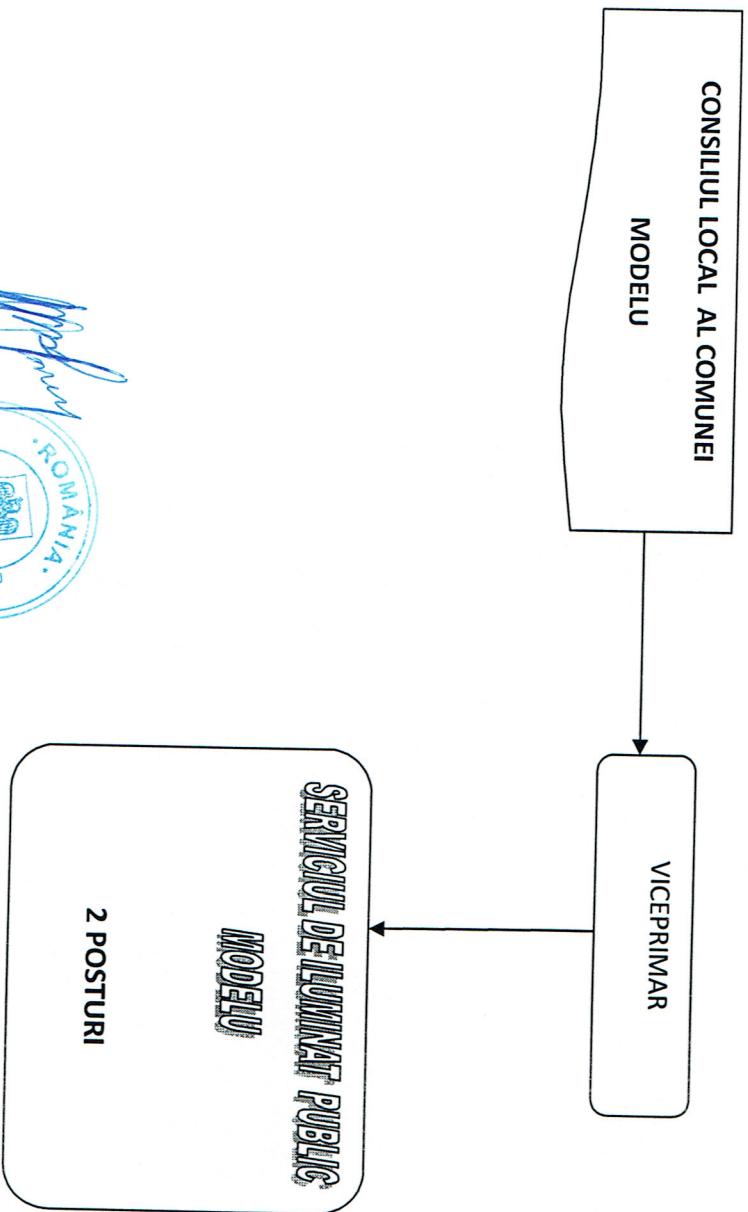 CONSILIUL LOCAL AL COMUNEI
MODELU
VICEPRIMAR
SERVICIUL DE ILUMINAT PUBLIC
MODELU
2 POSTURI
·ROMÂNIA·